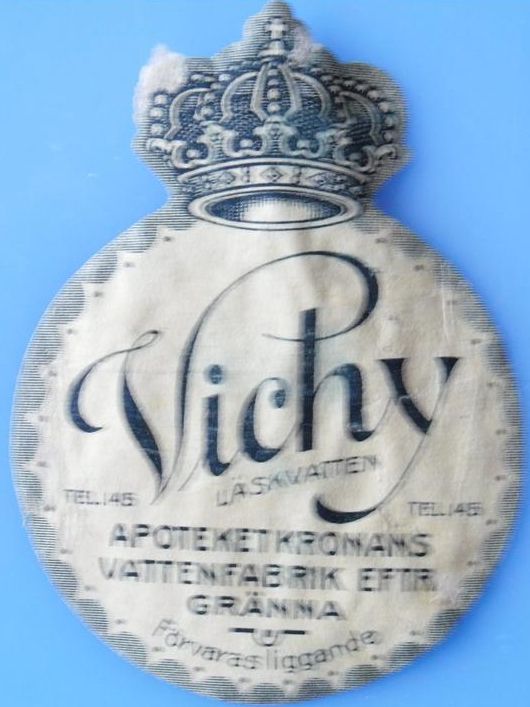 Vichy
LÄSKVATTEN
TEL. 145 TEL. 145
APOTEKET KRONANS
VATTENFABRIK EFTR.
GRÄNNA
Förvaras liggande